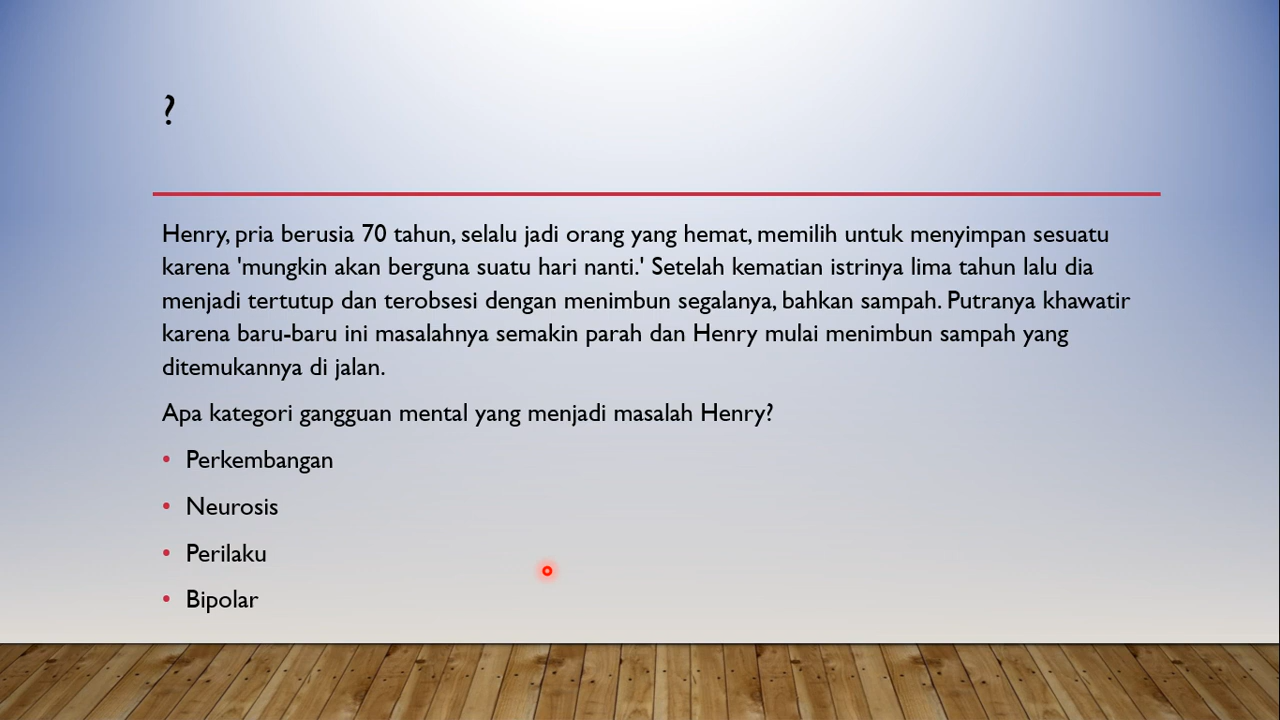 ?
Henry, pria berusia 70 tahun, selalu jadi orang yang hemat, memilih untuk menyimpan sesuatu
karena 'mungkin akan berguna suatu hari nanti.' Setelah kematian istrinya lima tahun lalu dia
menjadi tertutup dan terobsesi dengan menimbun segalanya, bahkan sampah. Putranya khawatir
karena baru-baru ini masalahnya semakin parah dan Henry mulai menimbun sampah yang
ditemukannya di jalan.
Apa kategori gangguan mental yang menjadi masalah Henry?
• Perkembangan
• Neurosis
• Perilaku
• Bipolar